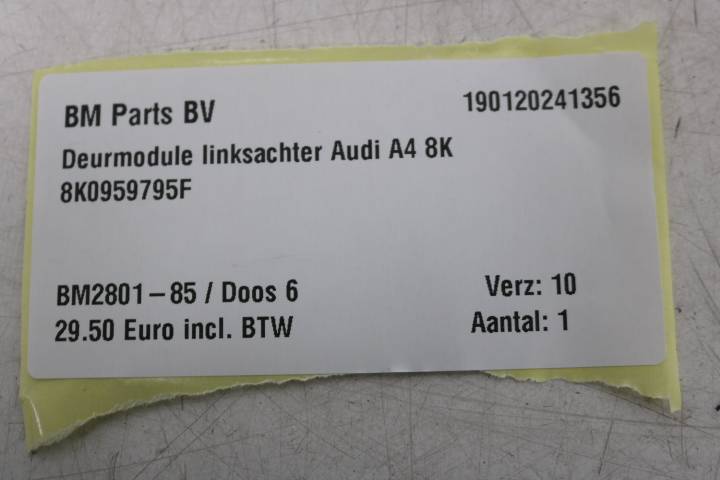 BM Parts BV 190120241356
Deurmodule linksachter Audi A4 8K
8K0959795F
BM2801-85 / Doos 6 Verz: 10
29.50 Euro incl. BTW Aantal: 1